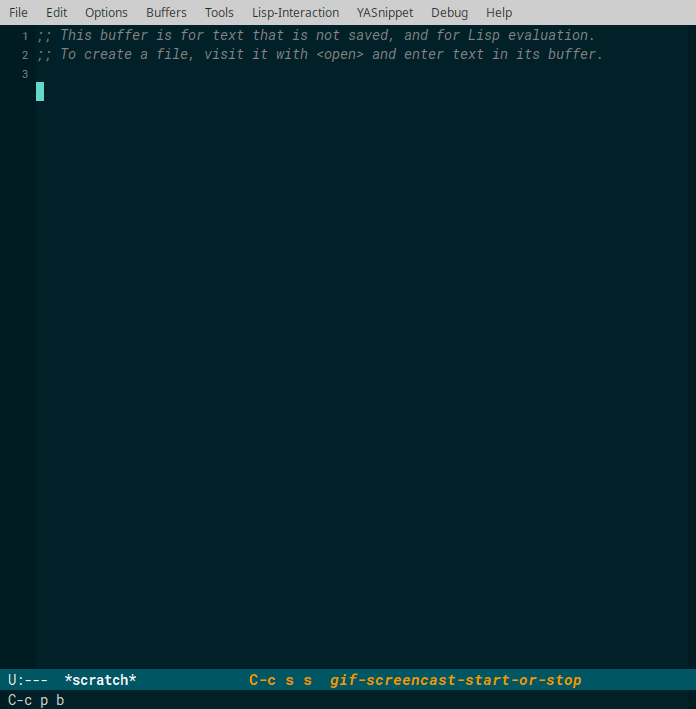 File Edit Options Buffers Tools Lisp-Interaction YASnippet Debug Help
1 ;; This buffer is for text that is not saved, and for Lisp evaluation.
2 ;; To create a file, visit it with <open> and enter text in its buffer.
3
U:--- *scratch* C-c s s gif-screencast-start-or-stop
C-c p b